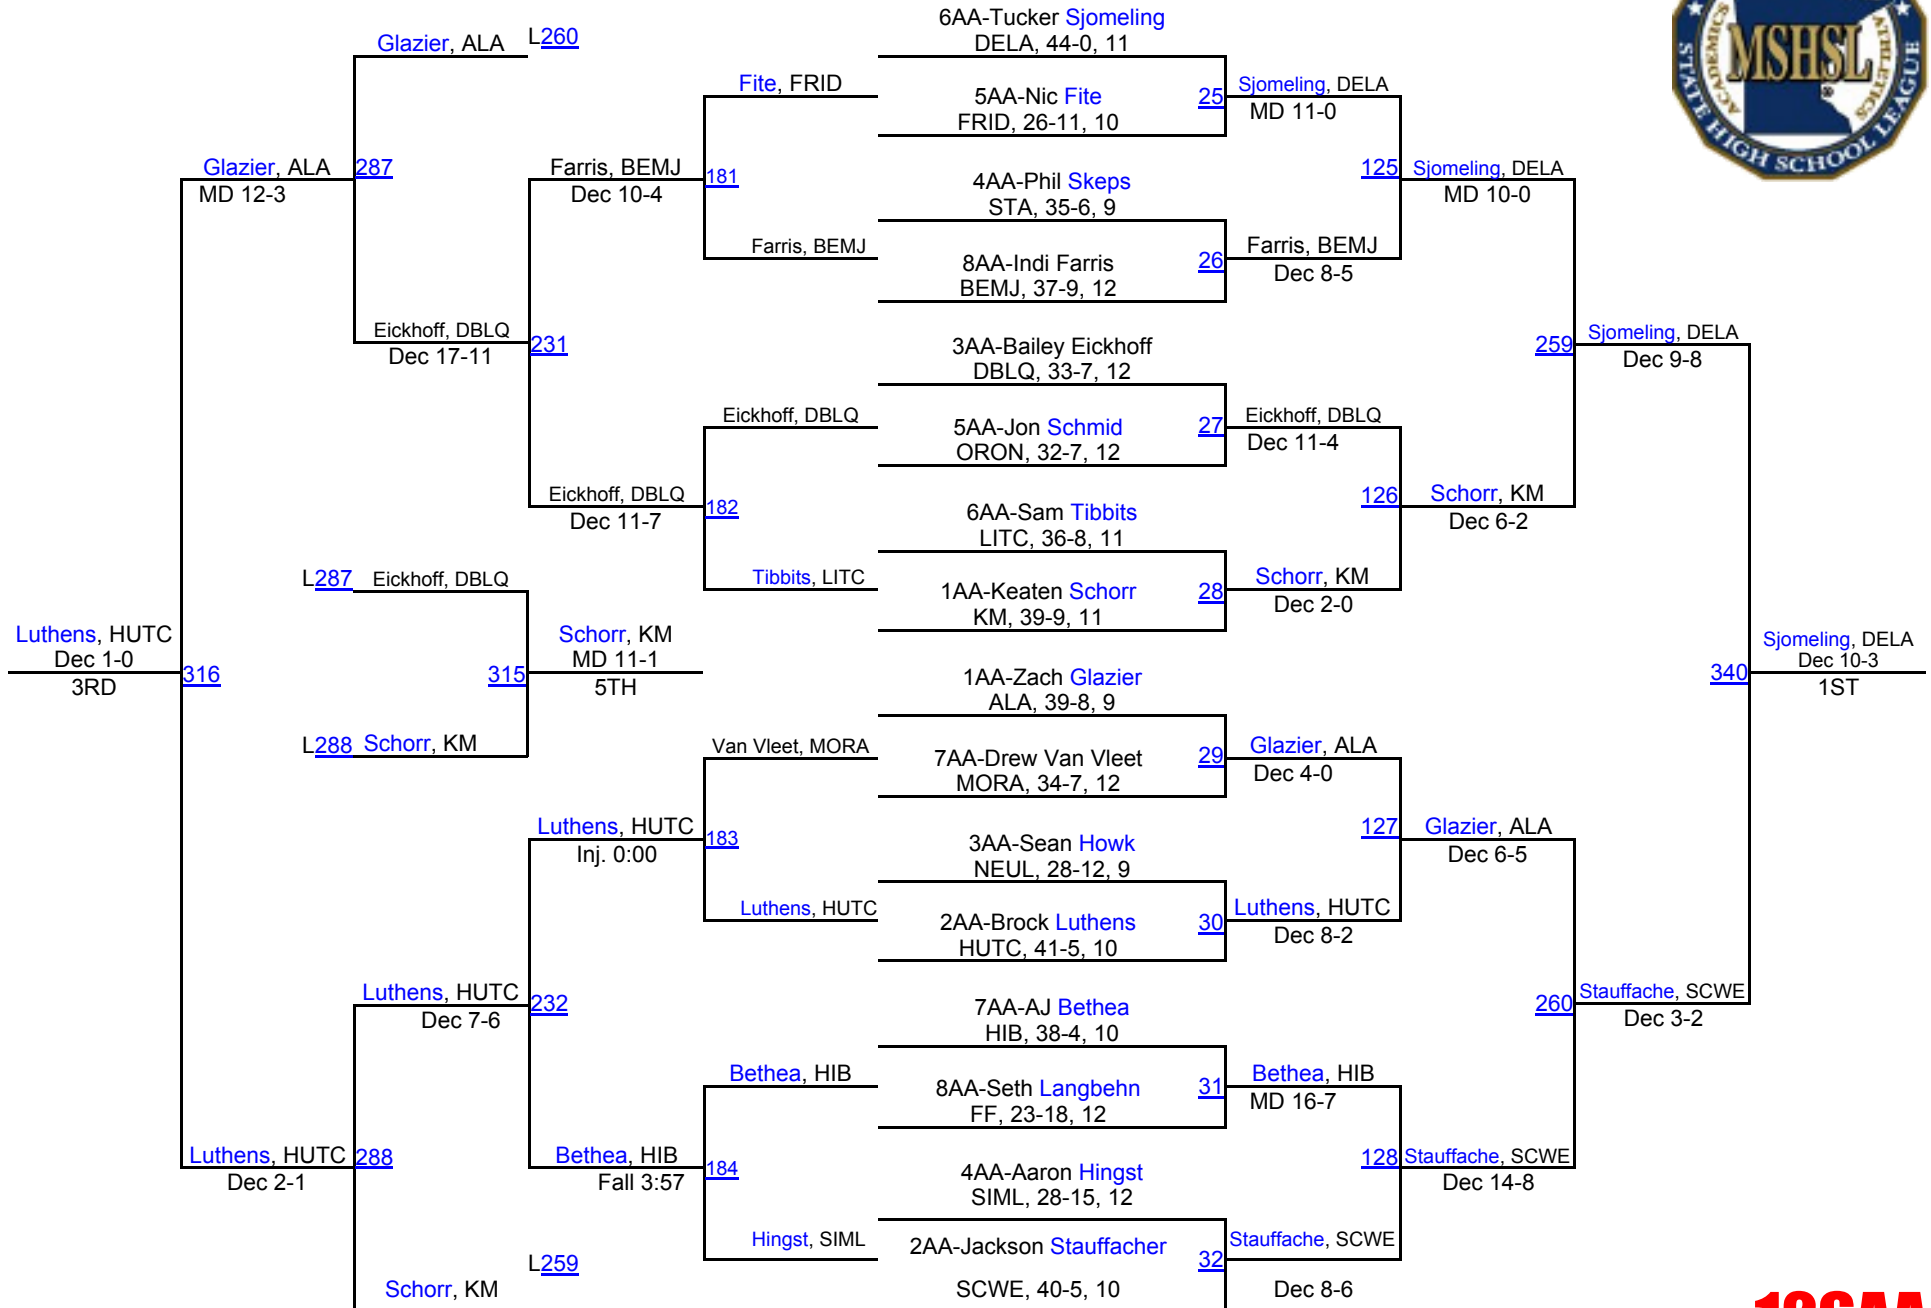 6AA-Tucker Sjomeling
DELA, 44-0, 11
5AA-Nic Fite
FRID, 26-11, 10
25
4AA-Phil Skeps
STA, 35-6, 9
8AA-Indi Farris
BEMJ, 37-9, 12
26
3AA-Bailey Eickhoff
DBLQ, 33-7, 12
5AA-Jon Schmid
ORON, 32-7, 12
27
6AA-Sam Tibbits
LITC, 36-8, 11
1AA-Keaten Schorr
KM, 39-9, 11
28
1AA-Zach Glazier
ALA, 39-8, 9
7AA-Drew Van Vleet
MORA, 34-7, 12
29
3AA-Sean Howk
NEUL, 28-12, 9
2AA-Brock Luthens
HUTC, 41-5, 10
30
7AA-AJ Bethea
HIB, 38-4, 10
8AA-Seth Langbehn
FF, 23-18, 12
31
4AA-Aaron Hingst
SIML, 28-15, 12
2AA-Jackson Stauffacher
SCWE, 40-5, 10
32
Sjomeling, DELA
MD 11-0
125
Farris, BEMJ
Dec 8-5
Eickhoff, DBLQ
Dec 11-4
126
Schorr, KM
Dec 2-0
Glazier, ALA
Dec 4-0
127
Luthens, HUTC
Dec 8-2
Bethea, HIB
MD 16-7
128
Stauffache, SCWE
Dec 8-6
Sjomeling, DELA
MD 10-0
259
Schorr, KM
Dec 6-2
Glazier, ALA
Dec 6-5
260
Stauffache, SCWE
Dec 14-8
Sjomeling, DELA
Dec 9-8
340
Stauffache, SCWE
Dec 3-2
Sjomeling, DELA
Dec 10-3
1ST
Fite, FRID
181
Farris, BEMJ
Eickhoff, DBLQ
182
Tibbits, LITC
Van Vleet, MORA
183
Luthens, HUTC
Bethea, HIB
184
Hingst, SIML
Farris, BEMJ
Dec 10-4
231
Eickhoff, DBLQ
Dec 11-7
Luthens, HUTC
Inj. 0:00
232
Bethea, HIB
Fall 3:57
Glazier, ALA L260
287
Eickhoff, DBLQ
Dec 17-11
Luthens, HUTC
Dec 7-6
288
L259
Schorr, KM
Glazier, ALA
MD 12-3
316
Luthens, HUTC
Dec 2-1
Luthens, HUTC
Dec 1-0
3RD
L287 Eickhoff, DBLQ
315
L288 Schorr, KM
Schorr, KM
MD 11-1
5TH
MSHSL
ACADEMICS
ATHLETICS
STATE HIGH SCHOOL LEAGUE